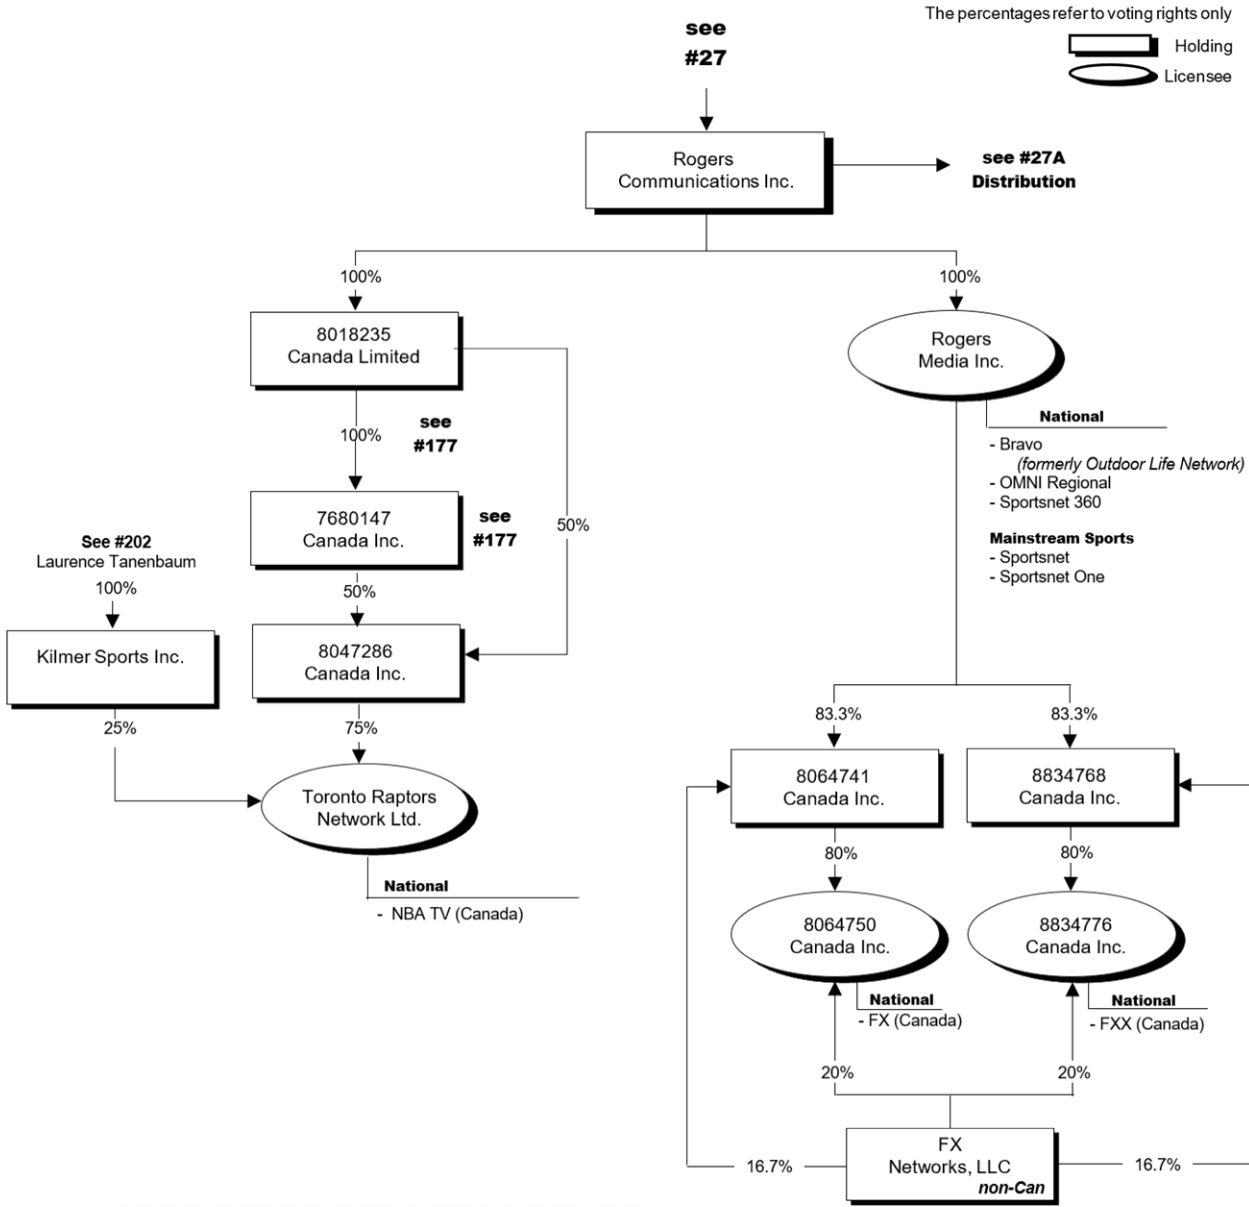 The percentages refer to voting rights only
Holding
Licensee
see
#27
Rogers
Communications Inc.
see #27A
Distribution
100%
100%
8018235
Canada Limited
Rogers
Media Inc.
100%
see
#177
National
- Bravo
(formerly Outdoor Life Network)
- OMNI Regional
- Sportsnet 360
Mainstream Sports
- Sportsnet
- Sportsnet One
7680147
Canada Inc.
see
#177
50%
See #202
Laurence Tanenbaum
100%
50%
Kilmer Sports Inc.
8047286
Canada Inc.
25%
75%
83.3%
83.3%
Toronto Raptors
Network Ltd.
8064741
Canada Inc.
8834768
Canada Inc.
National
- NBA TV (Canada)
80%
80%
8064750
Canada Inc.
8834776
Canada Inc.
National
- FX (Canada)
National
- FXX (Canada)
20%
20%
FX
Networks, LLC
non-Can
16.7%
16.7%